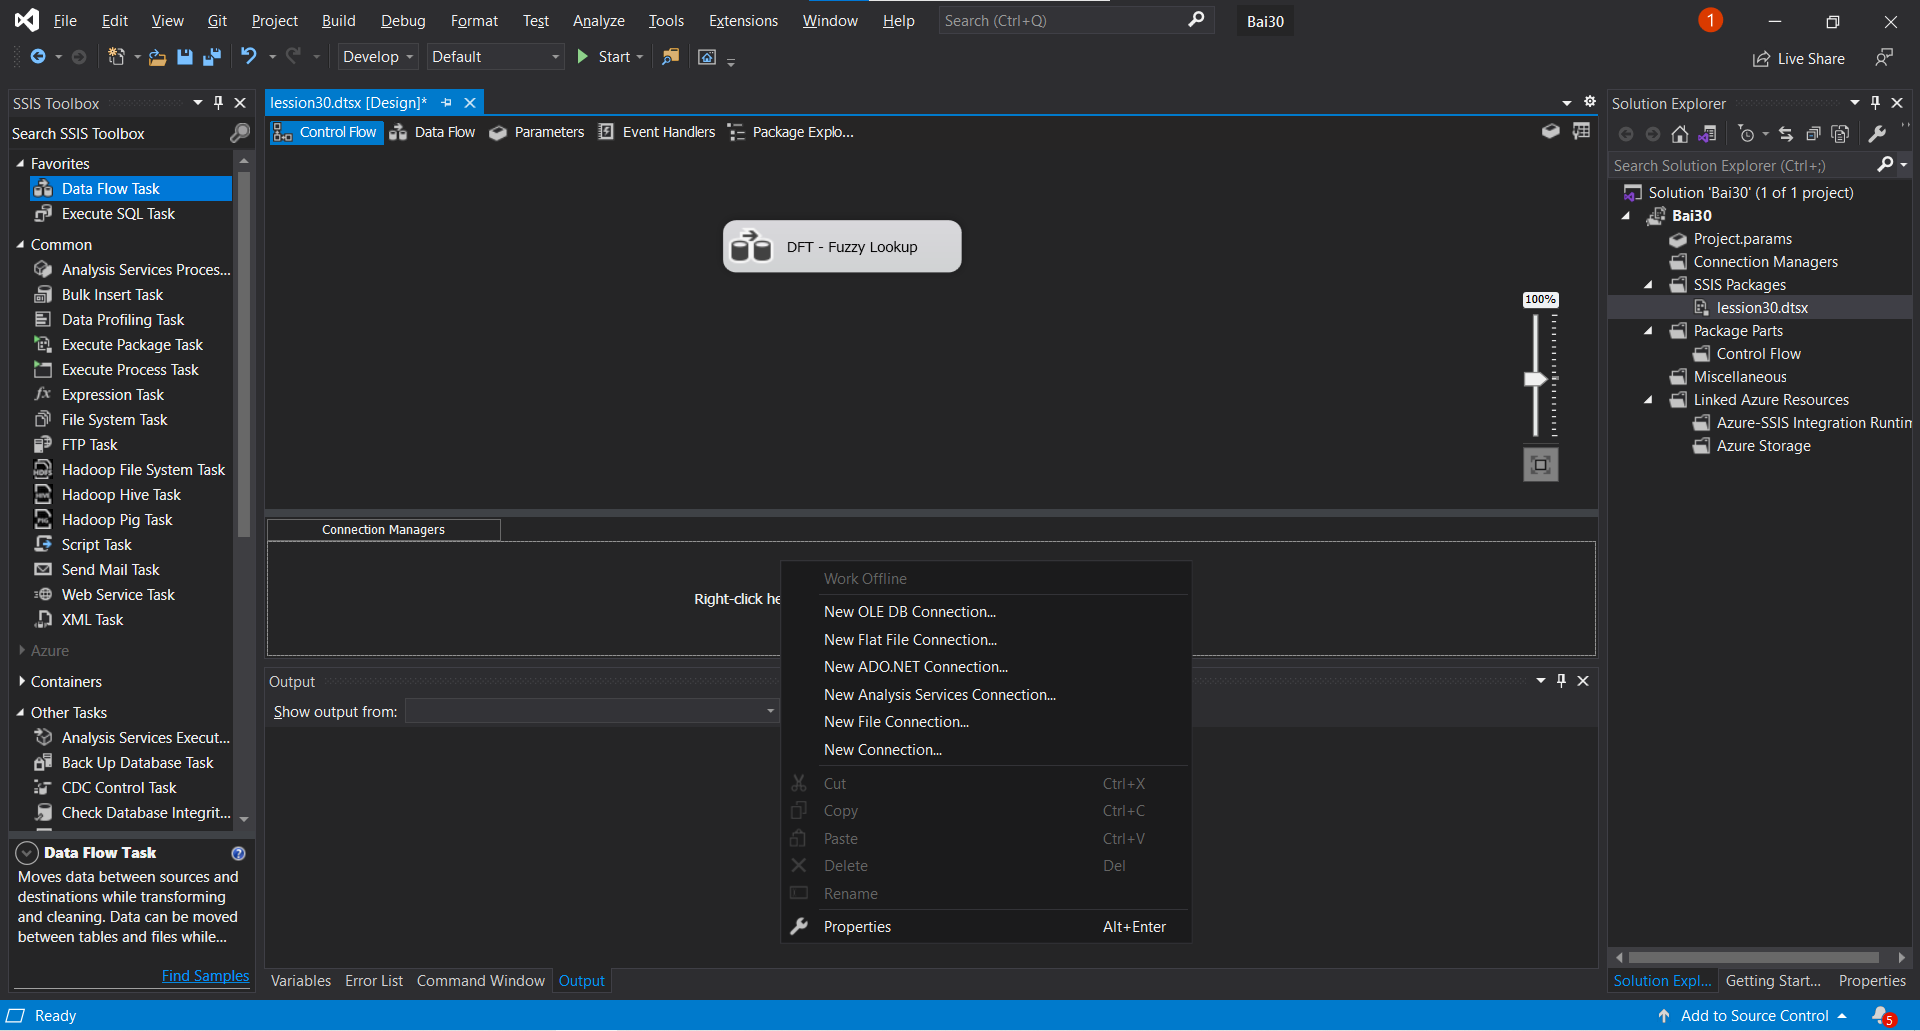 File Edit View Git Project Build Debug Format Test Analyze Tools Extensions Window Help Search (Ctrl+Q) Bai30 1
Develop Default Start Live Share
SSIS Toolbox
Search SSIS Toolbox
Favorites
Data Flow Task
Execute SQL Task
Common
Analysis Services Proces...
Bulk Insert Task
Data Profiling Task
Execute Package Task
Execute Process Task
Expression Task
File System Task
FTP Task
Hadoop File System Task
Hadoop Hive Task
Hadoop Pig Task
Script Task
Send Mail Task
Web Service Task
XML Task
Azure
Containers
Other Tasks
Analysis Services Execut...
Back Up Database Task
CDC Control Task
Check Database Integrit...
Data Flow Task
Moves data between sources and
destinations while transforming
and cleaning. Data can be moved
between tables and files while...
Find Samples
lession30.dtsx [Design]*
Control Flow Data Flow Parameters Event Handlers Package Explo...
DFT - Fuzzy Lookup
100%
Connection Managers
Right-click he
Work Offline
New OLE DB Connection...
New Flat File Connection...
New ADO.NET Connection...
New Analysis Services Connection...
New File Connection...
New Connection...
Cut Ctrl+X
Copy Ctrl+C
Paste Ctrl+V
Delete Del
Rename
Properties Alt+Enter
Output
Show output from:
Variables Error List Command Window Output
Solution Explorer
Search Solution Explorer (Ctrl+;)
Solution 'Bai30' (1 of 1 project)
Bai30
Project.params
Connection Managers
SSIS Packages
lession30.dtsx
Package Parts
Control Flow
Miscellaneous
Linked Azure Resources
Azure-SSIS Integration Runtim
Azure Storage
Solution Expl... Getting Start... Properties
Ready Add to Source Control 5